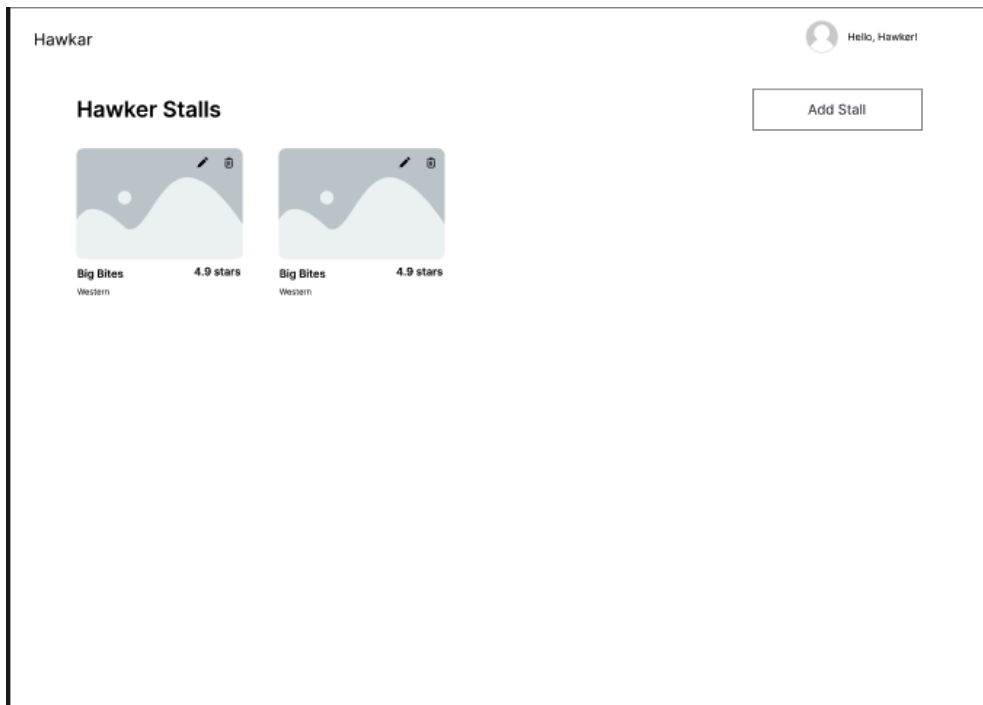 Hawkar
Hello, Hawker!
Hawker Stalls
Add Stall
Big Bites
4.9 stars
Western
Big Bites
4.9 stars
Western